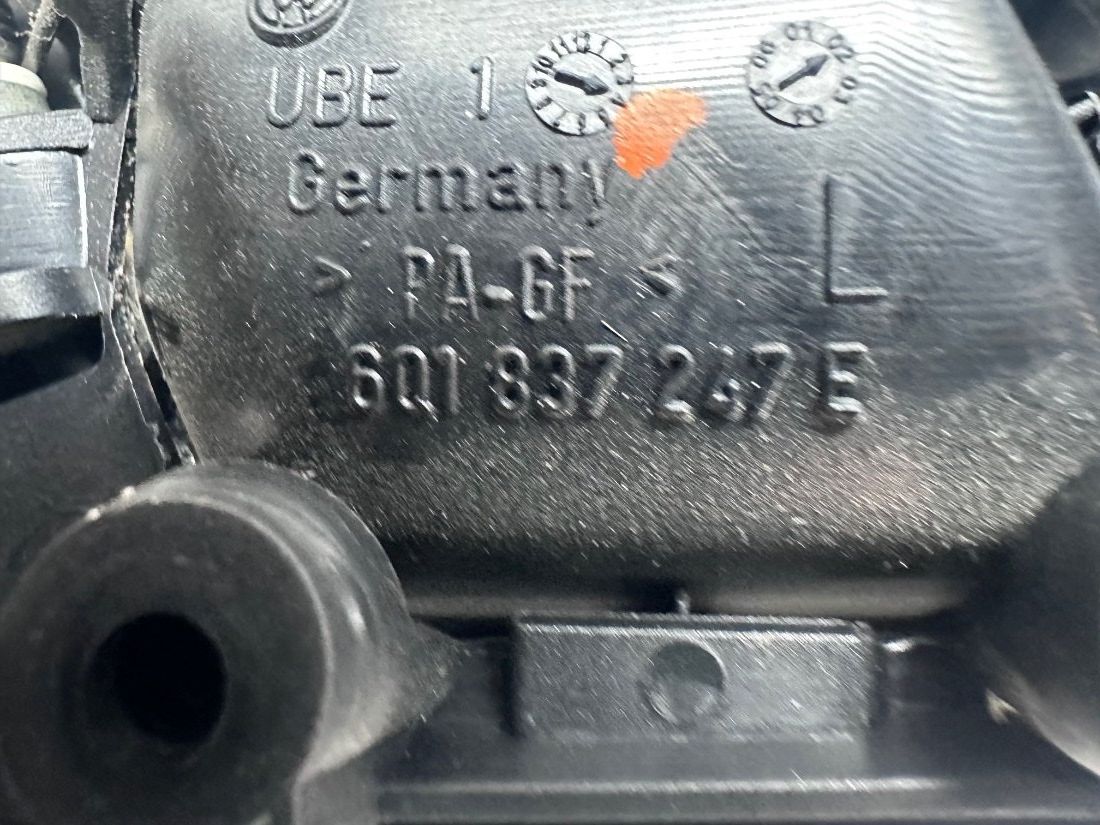 UBE 1
Germany
L
> PA-GF <
6Q1 837 247 E